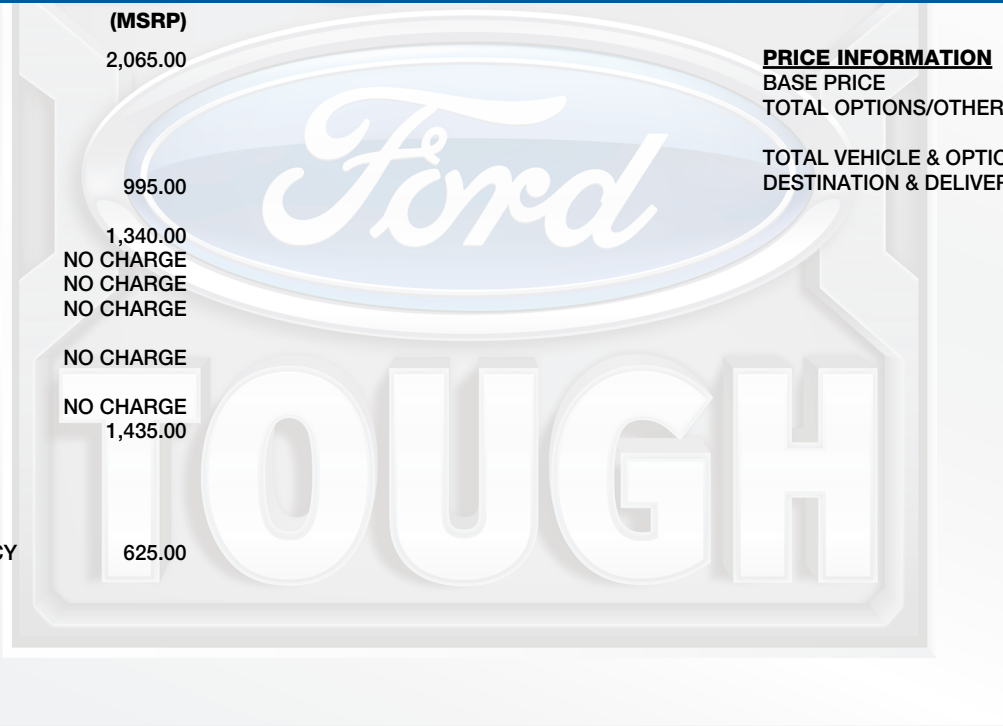 (MSRP)
2,065.00
995.00
1,340.00
NO CHARGE
NO CHARGE
NO CHARGE
NO CHARGE
NO CHARGE
1,435.00
CY 625.00
PRICE INFORMATION
BASE PRICE
TOTAL OPTIONS/OTHER
TOTAL VEHICLE & OPTIO
DESTINATION & DELIVER
Ford
TOUGH